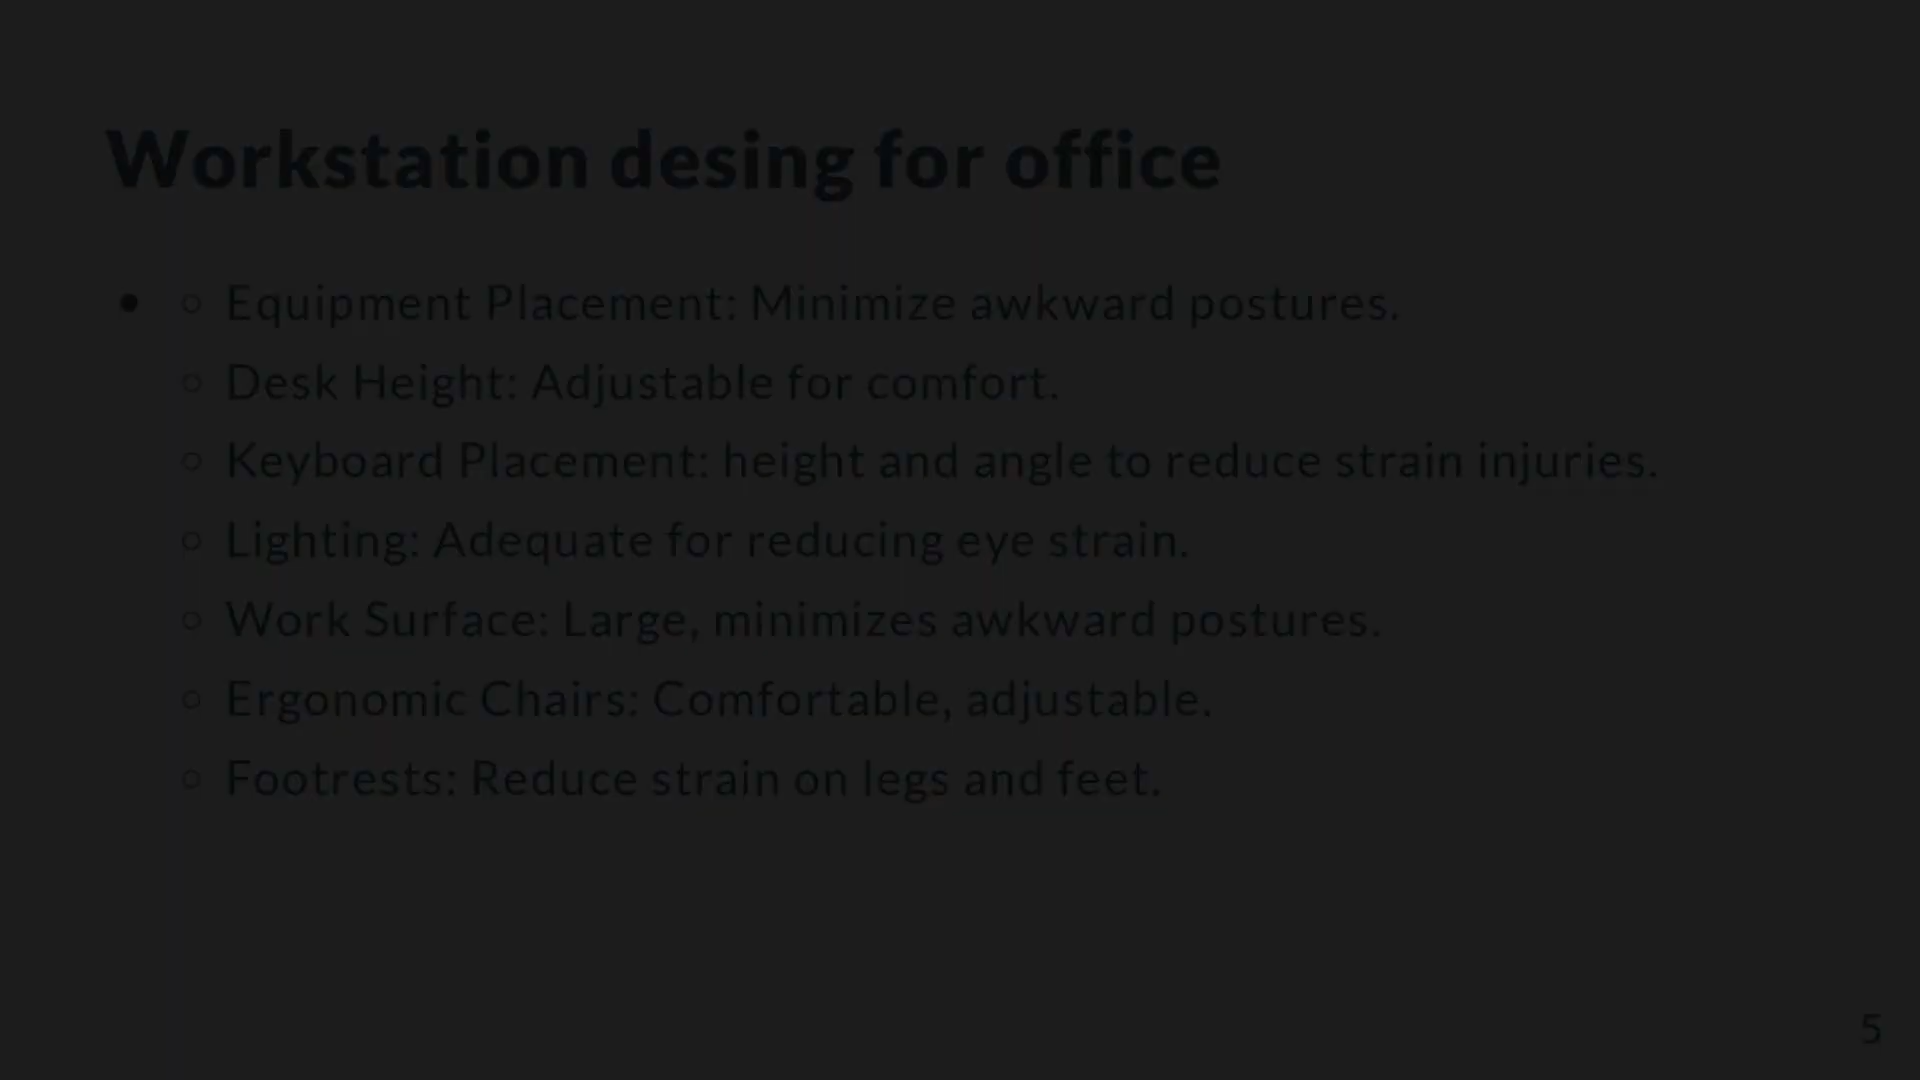 Workstation desing for office
• ○ Equipment Placement: Minimize awkward postures.
○ Desk Height: Adjustable for comfort.
○ Keyboard Placement: height and angle to reduce strain injuries.
○ Lighting: Adequate for reducing eye strain.
○ Work Surface: Large, minimizes awkward postures.
○ Ergonomic Chairs: Comfortable, adjustable.
○ Footrests: Reduce strain on legs and feet.
5